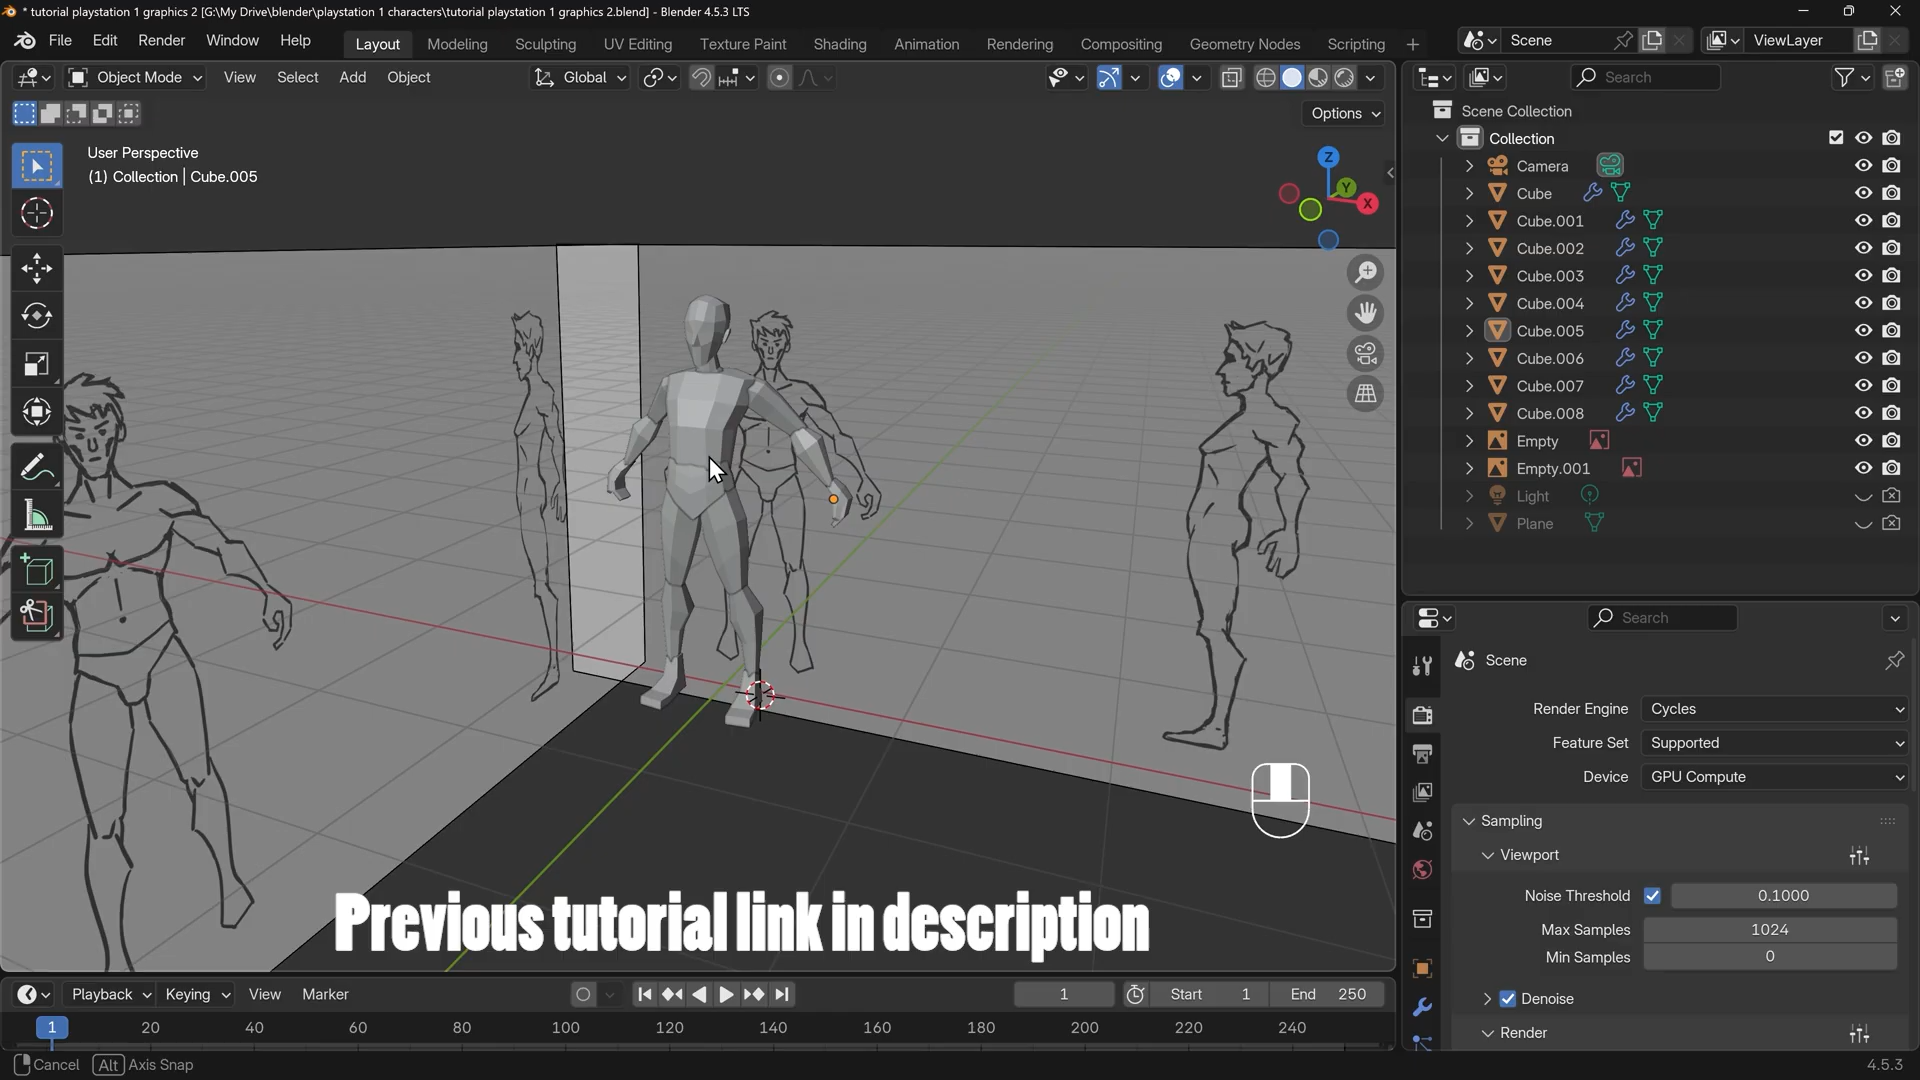 * tutorial playstation 1 graphics 2 [G:\My Drive\blender\playstation 1 characters\tutorial playstation 1 graphics 2.blend] - Blender 4.5.3 LTS
File Edit Render Window Help
Layout Modeling Sculpting UV Editing Texture Paint Shading Animation Rendering Compositing Geometry Nodes Scripting
Scene
ViewLayer
Object Mode View Select Add Object
Global
Search
Options
User Perspective
(1) Collection | Cube.005
Z
Y
X
Scene Collection
Collection
Camera
Cube
Cube.001
Cube.002
Cube.003
Cube.004
Cube.005
Cube.006
Cube.007
Cube.008
Empty
Empty.001
Light
Plane
Search
Scene
Render Engine Cycles
Feature Set Supported
Device GPU Compute
Sampling
Viewport
Noise Threshold 0.1000
Max Samples 1024
Min Samples 0
Denoise
Render
Previous tutorial link in description
Playback Keying View Marker
1
Start 1
End 250
1 20 40 60 80 100 120 140 160 180 200 220 240
Cancel Alt Axis Snap
4.5.3